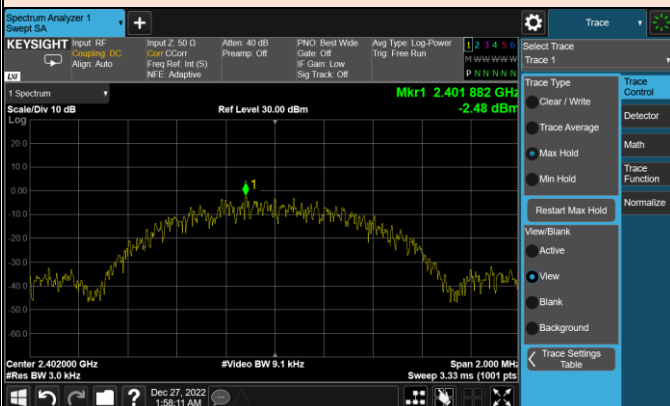 Spectrum Analyzer 1
Swept SA
Trace
KEYSIGHT
Input: RF
Coupling: DC
Align: Auto
Input Z: 50 Ω
Corr CCorr
Freq Ref: Int (S)
NFE: Adaptive
Atten: 40 dB
Preamp: Off
PNO: Best Wide
Gate: Off
IF Gain: Low
Sig Track: Off
Avg Type: Log-Power
Trig: Free Run
1 2 3 4 5 6
M W W W W W
P N N N N N
Select Trace
Trace 1
1 Spectrum
Scale/Div 10 dB
Log
Ref Level 30.00 dBm
Mkr1 2.401 882 GHz
-2.48 dBm
20.0
10.0
0.00
-10.0
-20.0
-30.0
-40.0
-50.0
-60.0
1
Center 2.402000 GHz
#Res BW 3.0 kHz
#Video BW 9.1 kHz
Span 2.000 MHz
Sweep 3.33 ms (1001 pts
Trace Type
Clear / Write
Trace Average
Max Hold
Min Hold
Restart Max Hold
View/Blank
Active
View
Blank
Background
Trace Settings
Table
Trace
Control
Detector
Math
Trace
Function
Normalize
?
Dec 27, 2022
1:58:11 AM